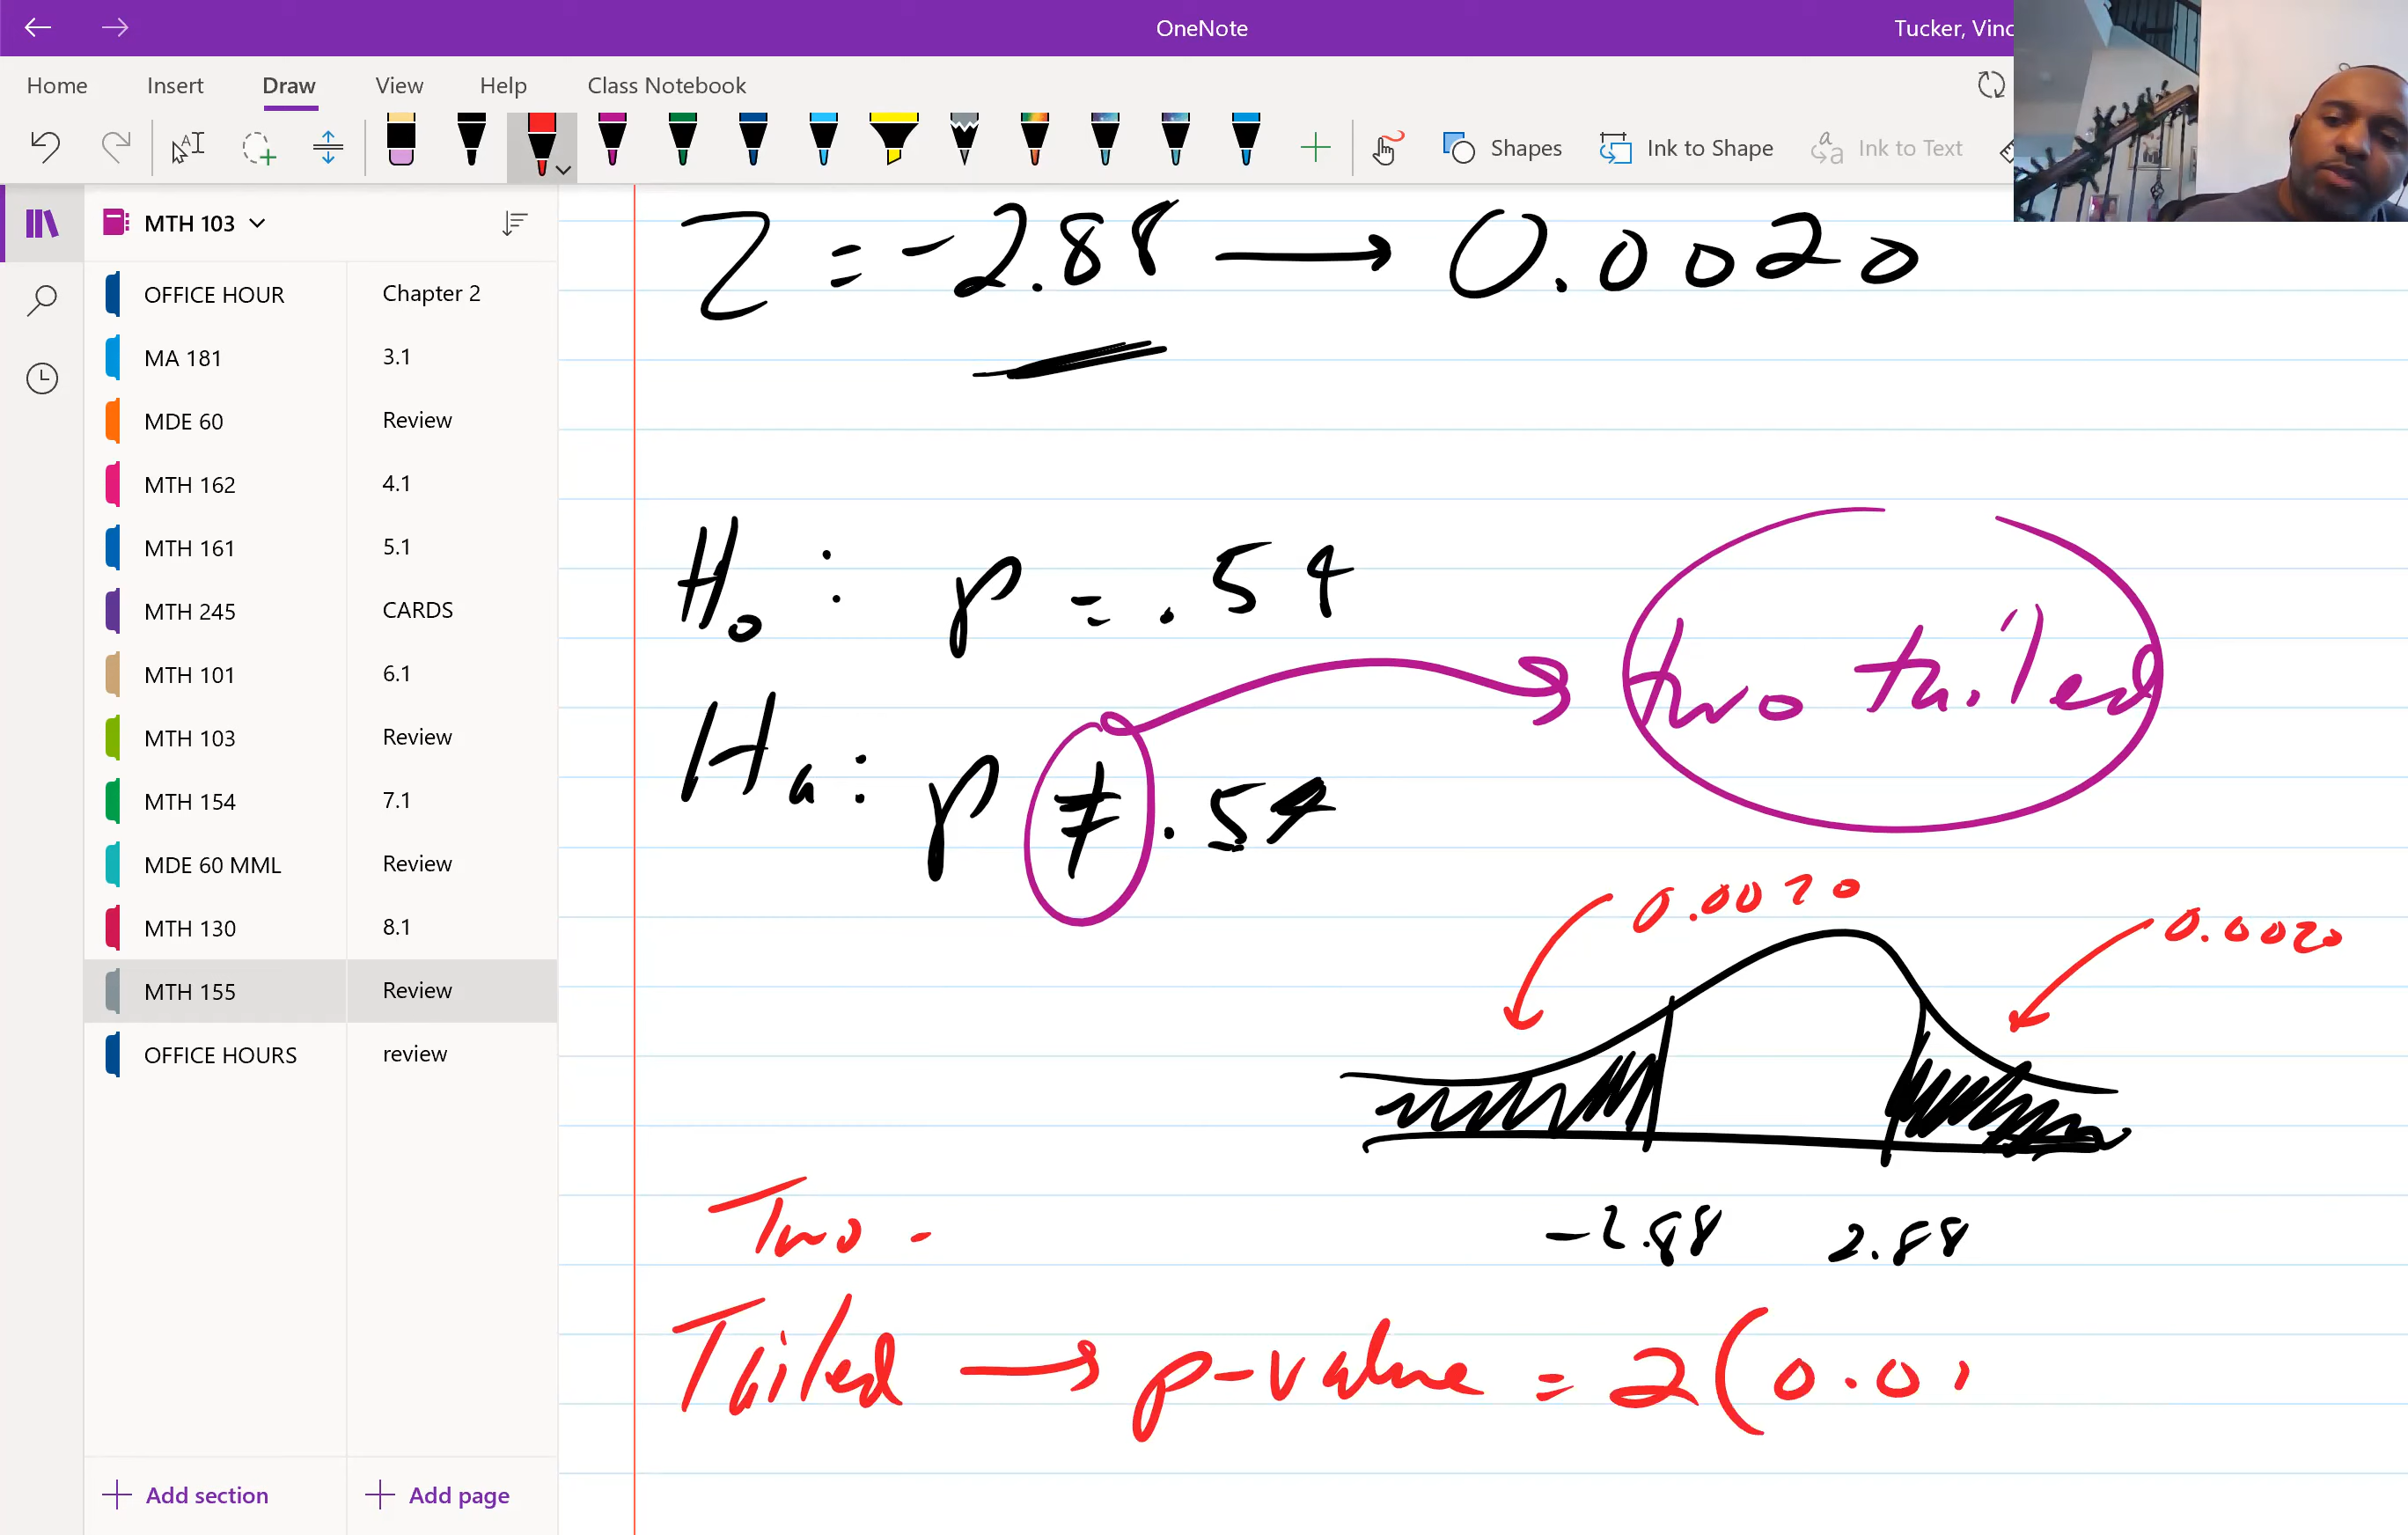 OneNote
Tucker, Vinc
Home Insert Draw View Help Class Notebook
Shapes Ink to Shape Ink to Text
MTH 103
OFFICE HOUR Chapter 2
MA 181 3.1
MDE 60 Review
MTH 162 4.1
MTH 161 5.1
MTH 245 CARDS
MTH 101 6.1
MTH 103 Review
MTH 154 7.1
MDE 60 MML Review
MTH 130 8.1
MTH 155 Review
OFFICE HOURS review
Add section Add page
Z = -2.88 → 0.0020
H₀ : p = .54
two tailed
Hₐ : p ≠ .54
0.0020 0.0020
-2.88 2.88
Two-
Tailed → p-value = 2(0.0